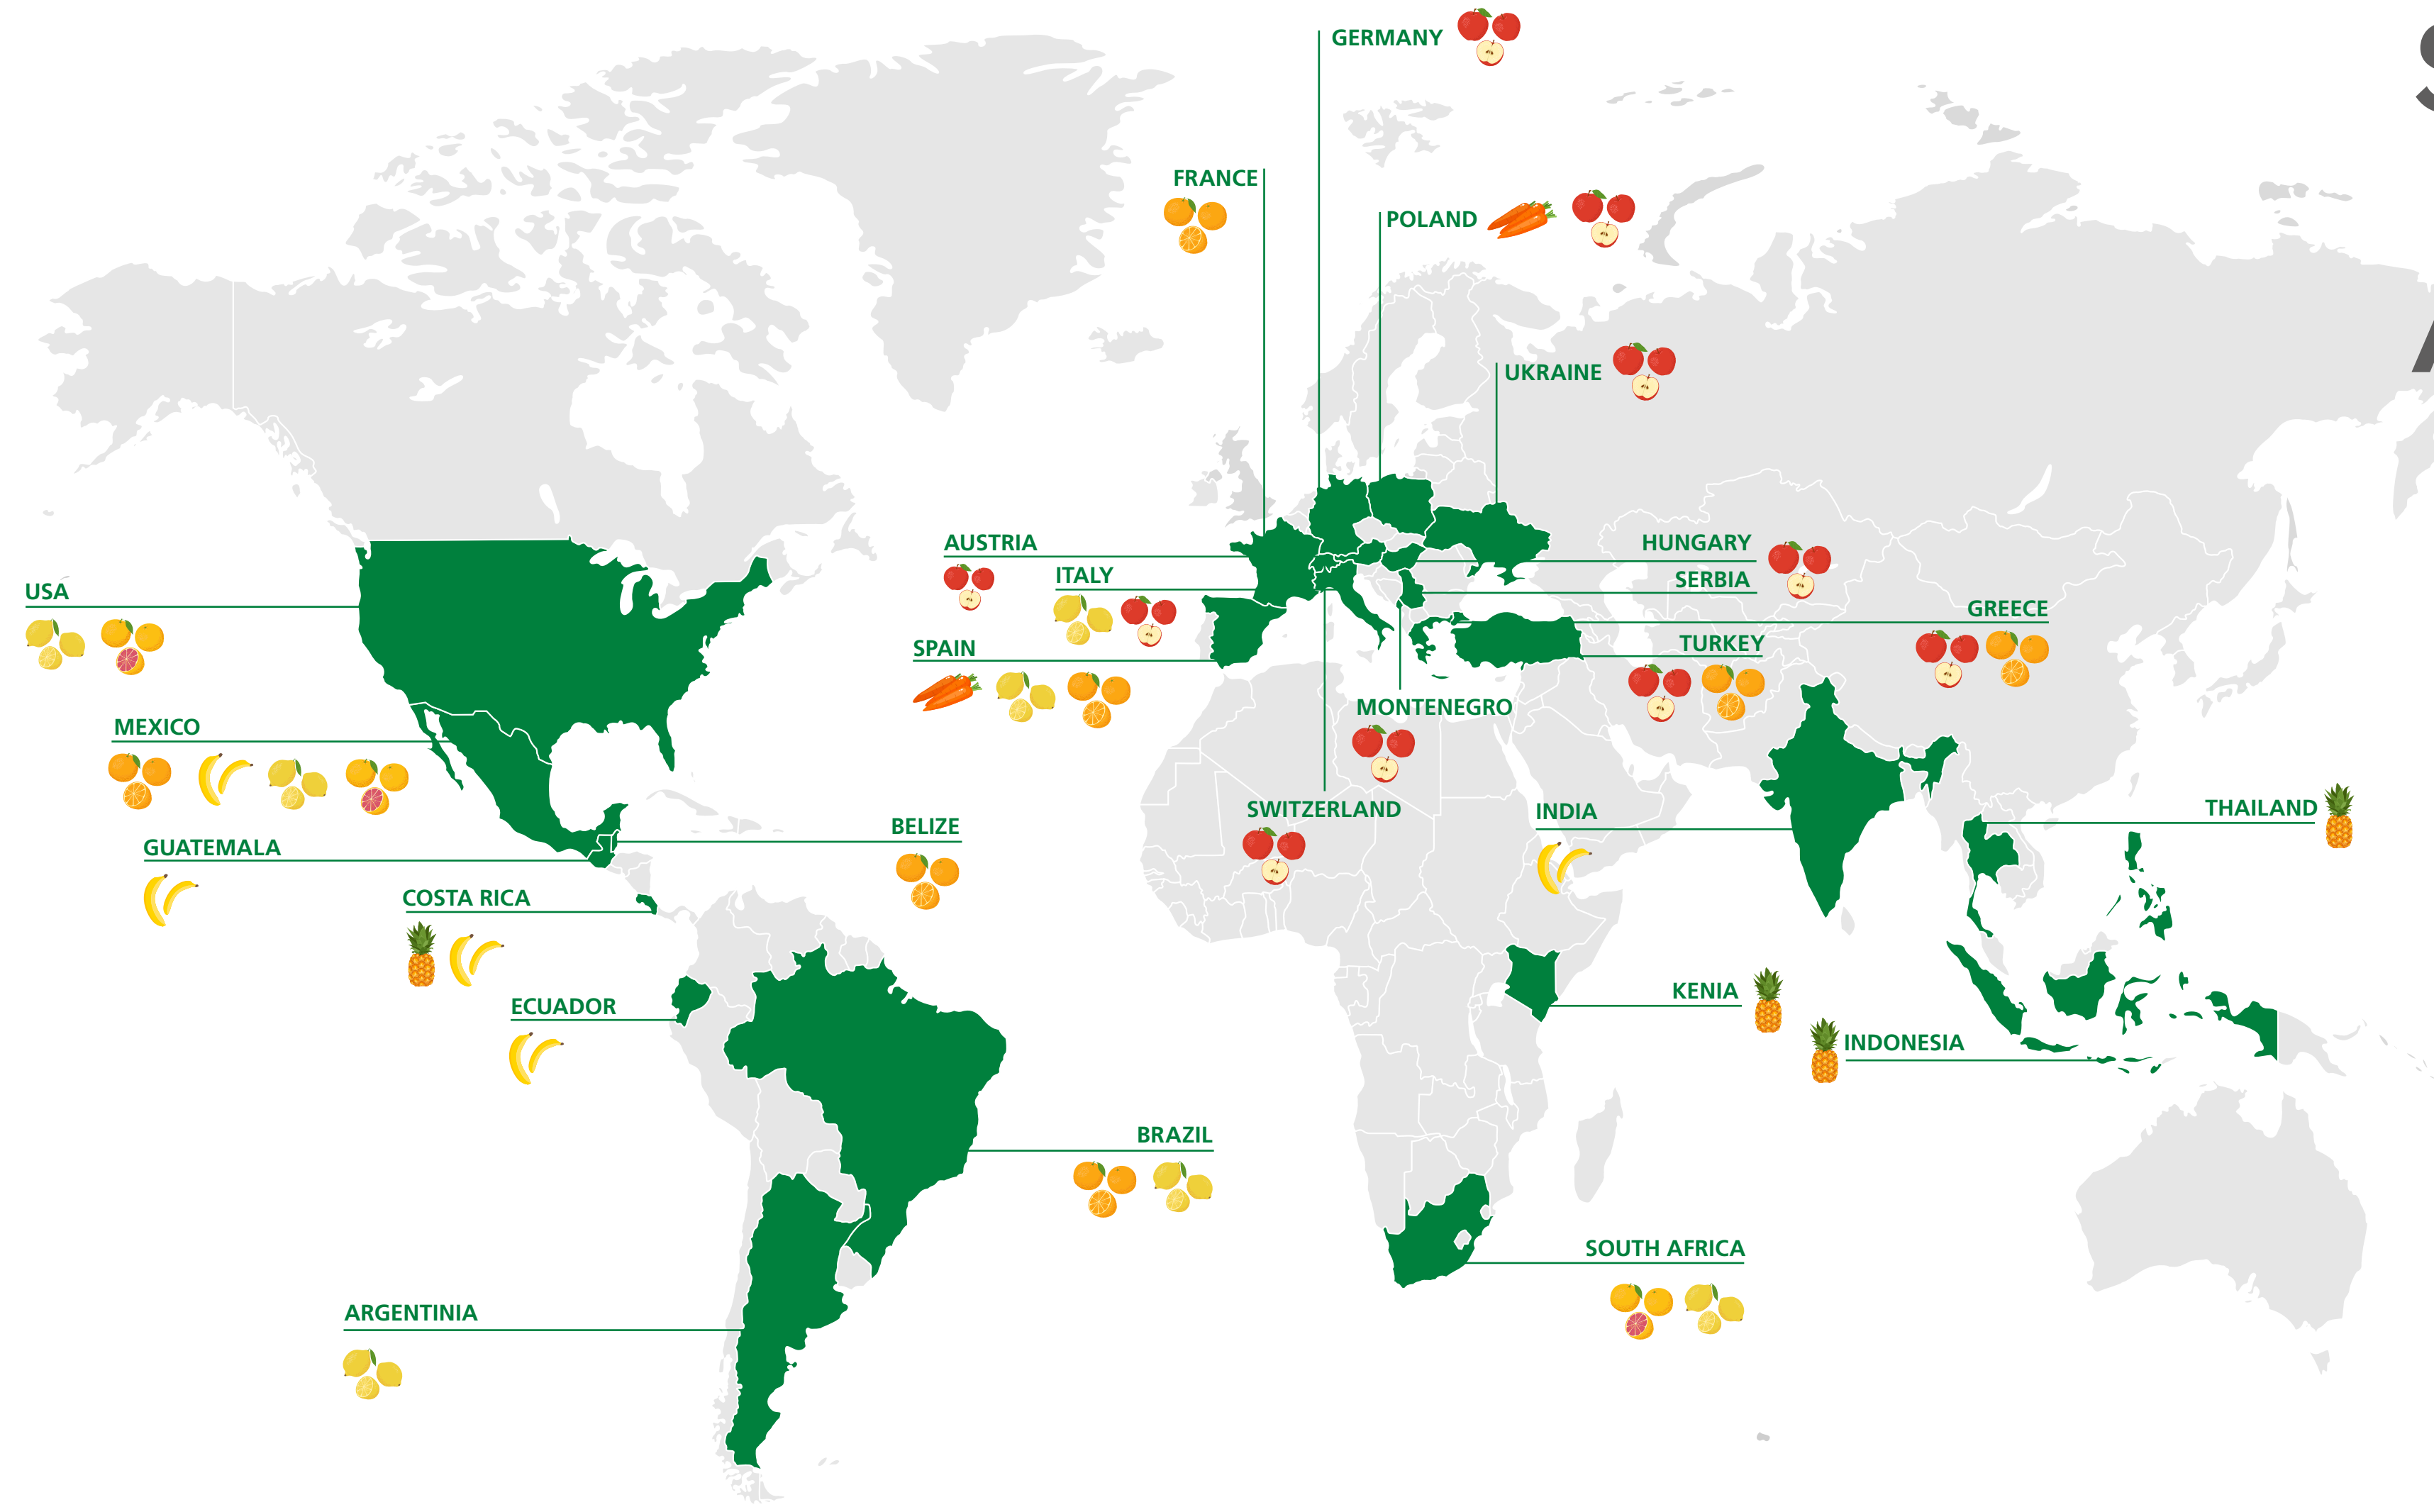 GERMANY
FRANCE
POLAND
UKRAINE
AUSTRIA
HUNGARY
ITALY
SERBIA
USA
GREECE
SPAIN
TURKEY
MONTENEGRO
MEXICO
SWITZERLAND
INDIA
THAILAND
BELIZE
GUATEMALA
COSTA RICA
KENIA
ECUADOR
INDONESIA
BRAZIL
SOUTH AFRICA
ARGENTINIA